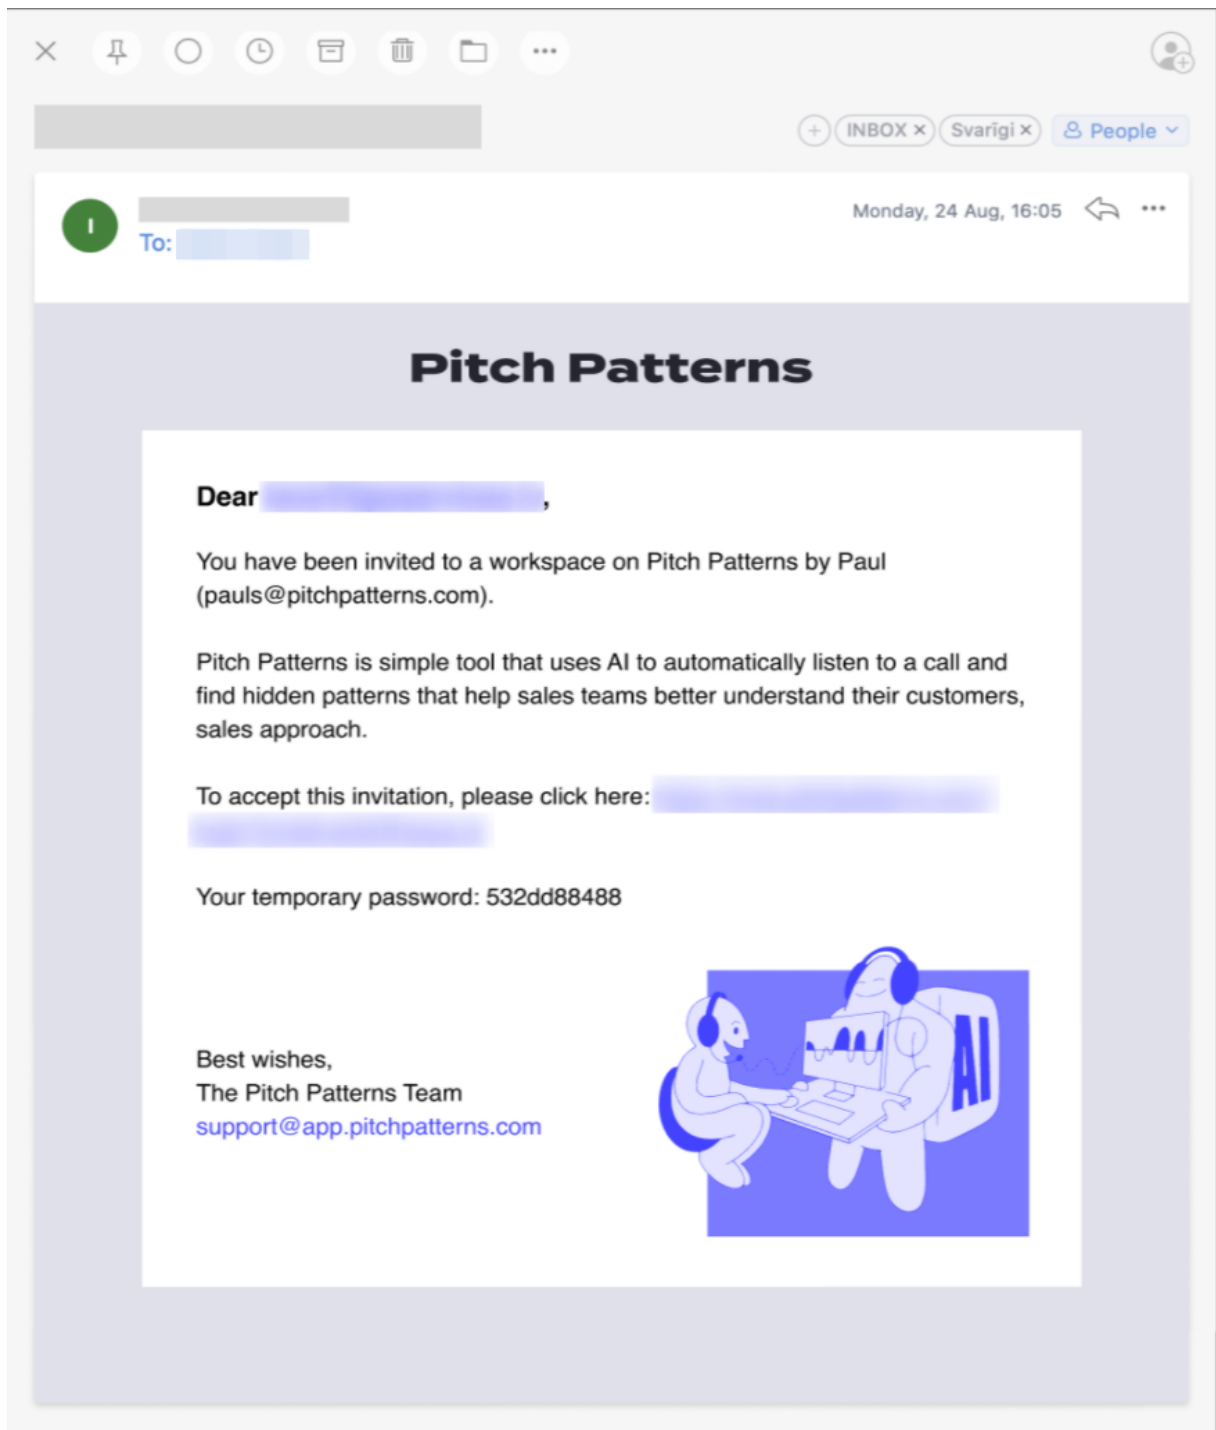 INBOX × Svarīgi × People
I
Monday, 24 Aug, 16:05
To:
Pitch Patterns
Dear ,
You have been invited to a workspace on Pitch Patterns by Paul
(pauls@pitchpatterns.com).
Pitch Patterns is simple tool that uses AI to automatically listen to a call and
find hidden patterns that help sales teams better understand their customers,
sales approach.
To accept this invitation, please click here:
Your temporary password: 532dd88488
Best wishes,
The Pitch Patterns Team
support@app.pitchpatterns.com
AI